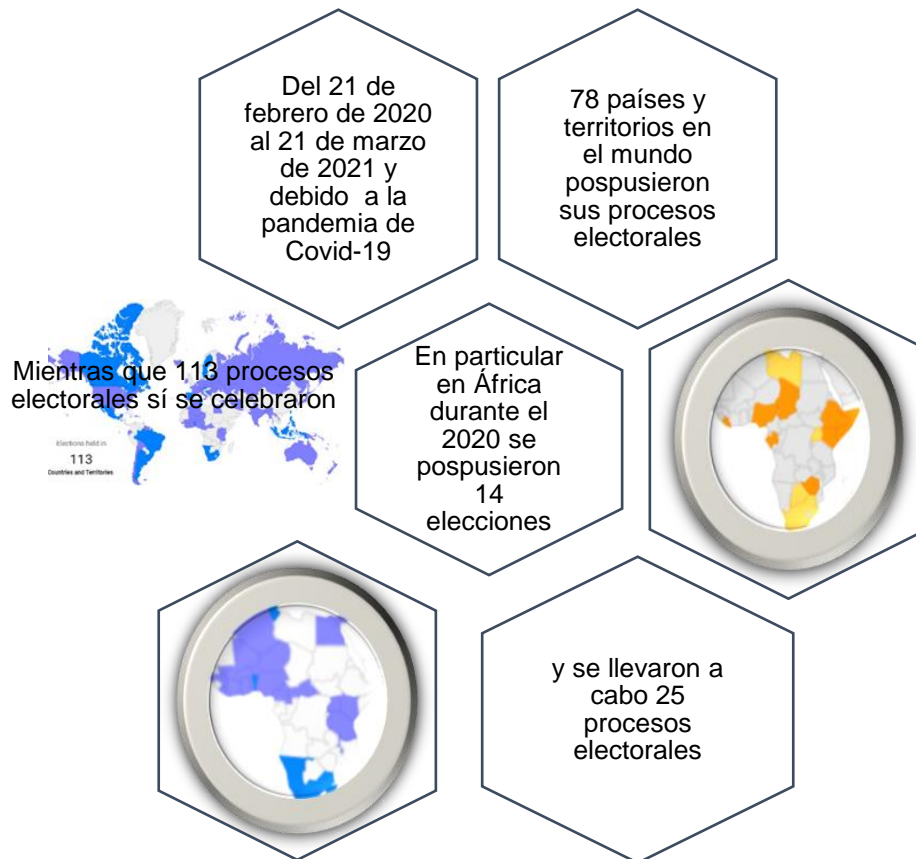 Del 21 de
febrero de 2020
al 21 de marzo
de 2021 y
debido a la
pandemia de
Covid-19
78 países y
territorios en
el mundo
pospusieron
sus procesos
electorales
Mientras que 113 procesos
electorales sí se celebraron
Elections held in
113
Countries and Territories
En particular
en África
durante el
2020 se
pospusieron
14
elecciones
y se llevaron a
cabo 25
procesos
electorales